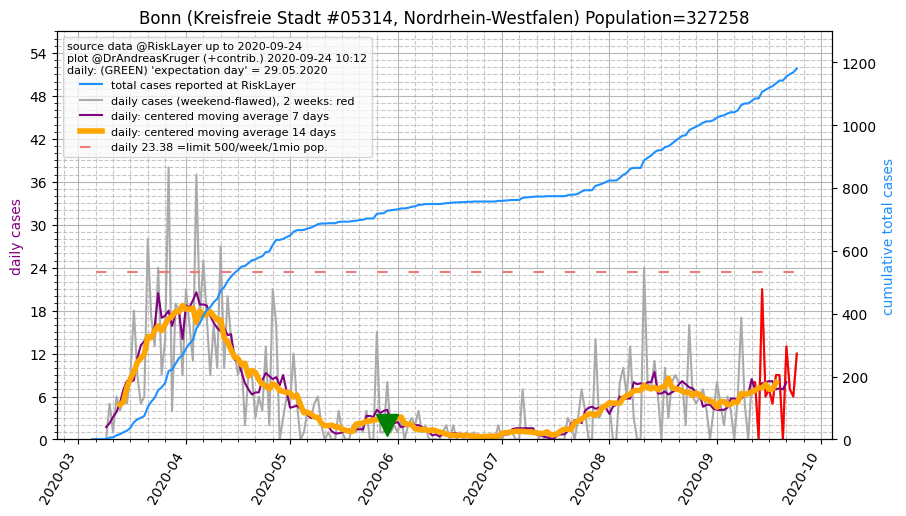 Bonn (Kreisfreie Stadt #05314, Nordrhein-Westfalen) Population=327258
source data @RiskLayer up to 2020-09-24
plot @DrAndreasKruger (+contrib.) 2020-09-24 10:12
daily: (GREEN) 'expectation day' = 29.05.2020
total cases reported at RiskLayer
daily cases (weekend-flawed), 2 weeks: red
daily: centered moving average 7 days
daily: centered moving average 14 days
daily 23.38 =limit 500/week/1mio pop.
daily cases
54
48
42
36
30
24
18
12
6
0
1200
1000
800
600
400
200
0
cumulative total cases
2020-03
2020-04
2020-05
2020-06
2020-07
2020-08
2020-09
2020-10